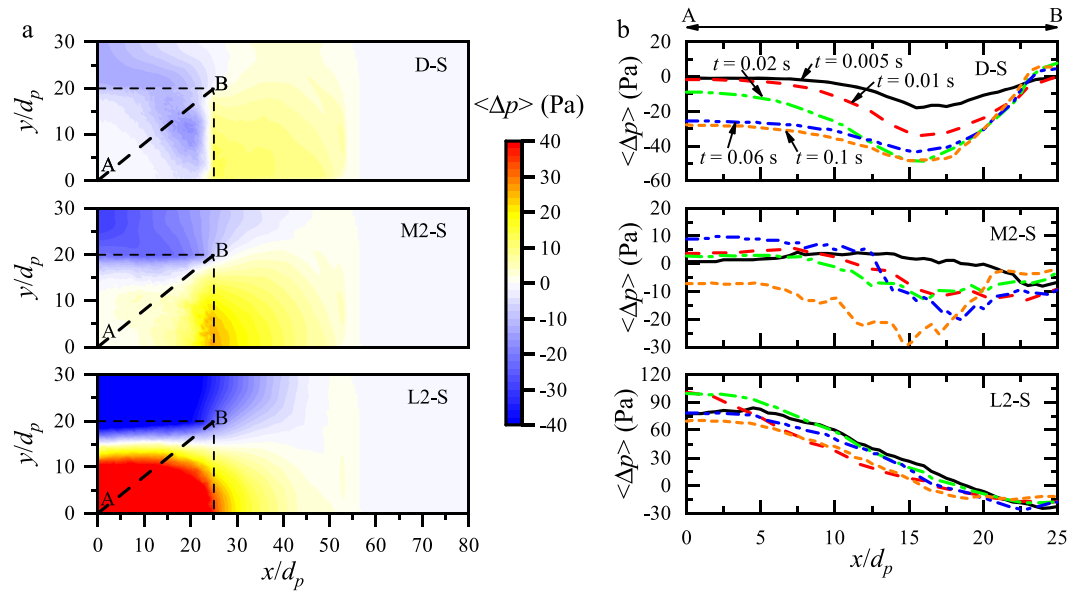 a
30
20
10
0
y/d_p
D-S
A
B
30
20
10
0
y/d_p
M2-S
A
B
30
20
10
0
y/d_p
L2-S
A
B
0 10 20 30 40 50 60 70 80
x/d_p
<Δp> (Pa)
40
30
20
10
0
-10
-20
-30
-40
b
A B
20
0
-20
-40
-60
<Δp> (Pa)
t = 0.02 s
t = 0.005 s
D-S
t = 0.01 s
t = 0.06 s
t = 0.1 s
20
10
0
-10
-20
-30
<Δp> (Pa)
M2-S
120
90
60
30
0
-30
<Δp> (Pa)
L2-S
0 5 10 15 20 25
x/d_p